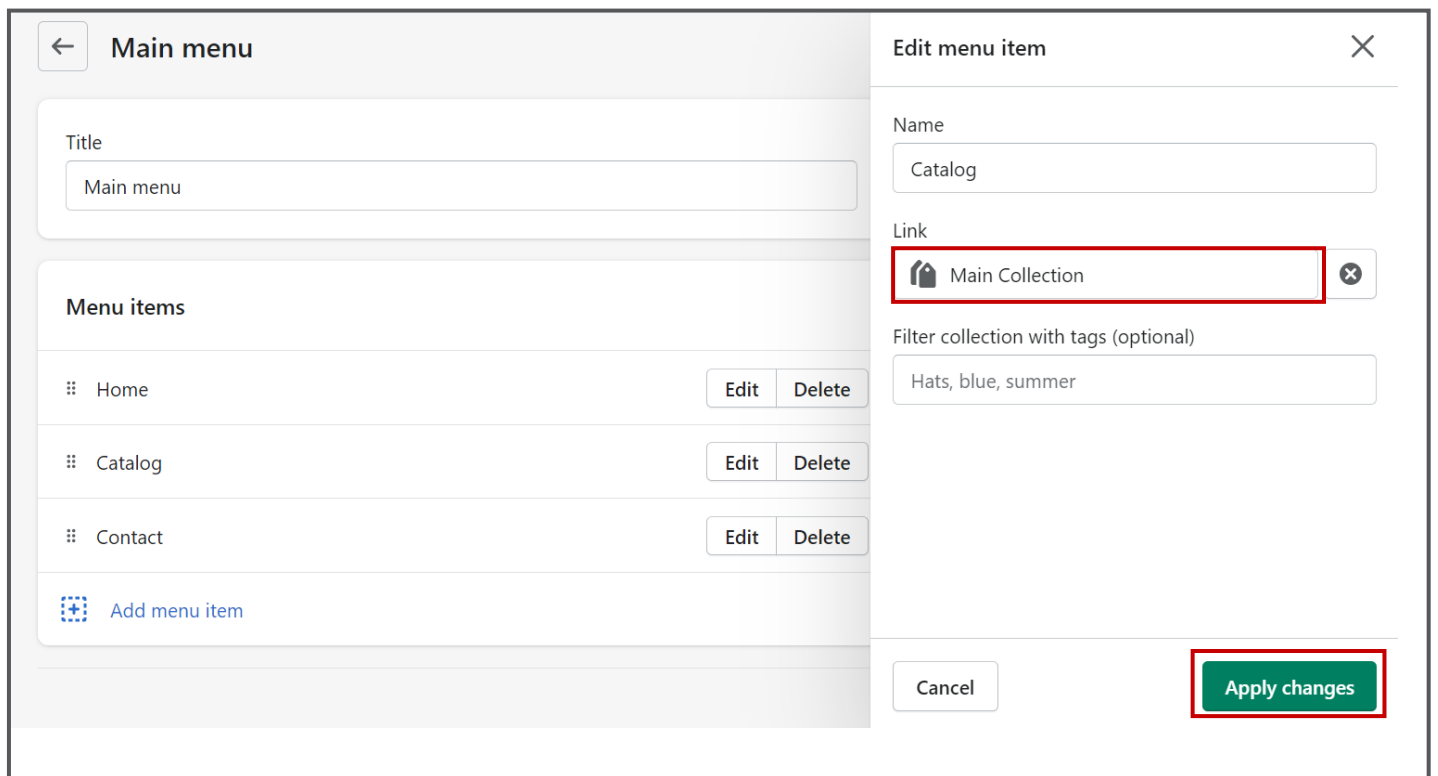 Main menu
Title
Main menu
Menu items
Home Edit Delete
Catalog Edit Delete
Contact Edit Delete
Add menu item
Edit menu item
Name
Catalog
Link
Main Collection
Filter collection with tags (optional)
Hats, blue, summer
Cancel Apply changes